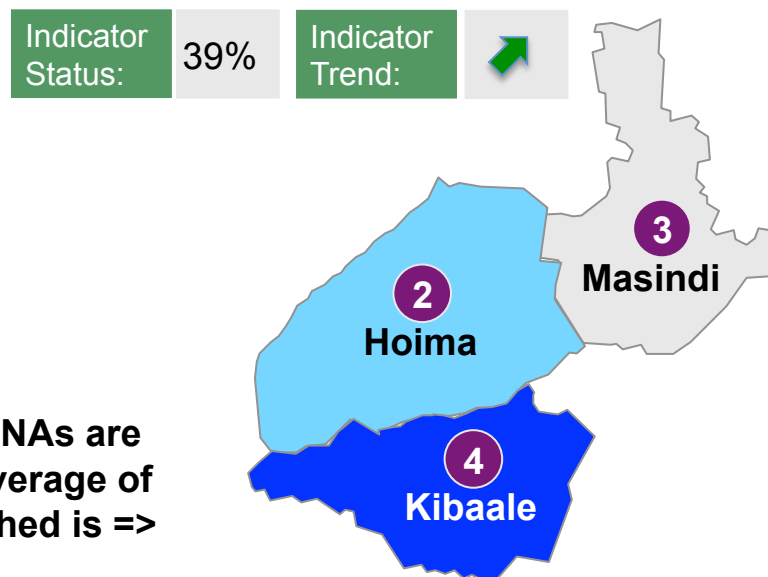 Indicator
Status:
39%
Indicator
Trend:
3
Masindi
2
Hoima
NAs are
verage of
hed is =>
4
Kibaale